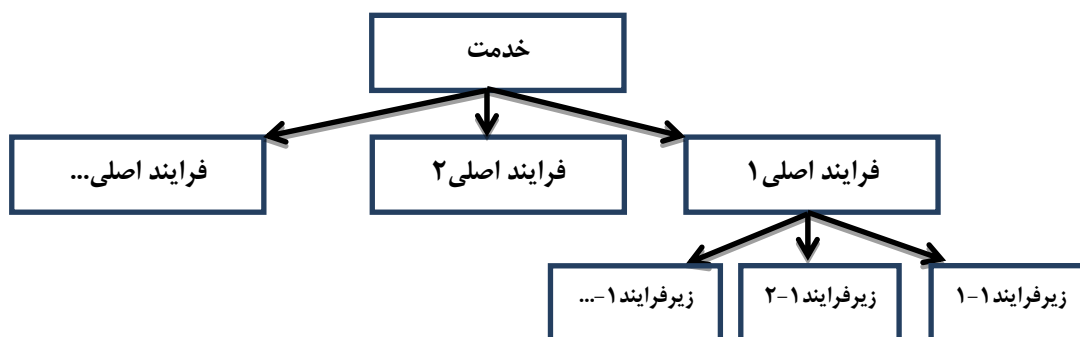 خدمت
فرایند اصلی۱
فرایند اصلی۲
فرایند اصلی...
زیرفرایند۱-۱
زیرفرایند۱-۲
زیرفرایند۱-...